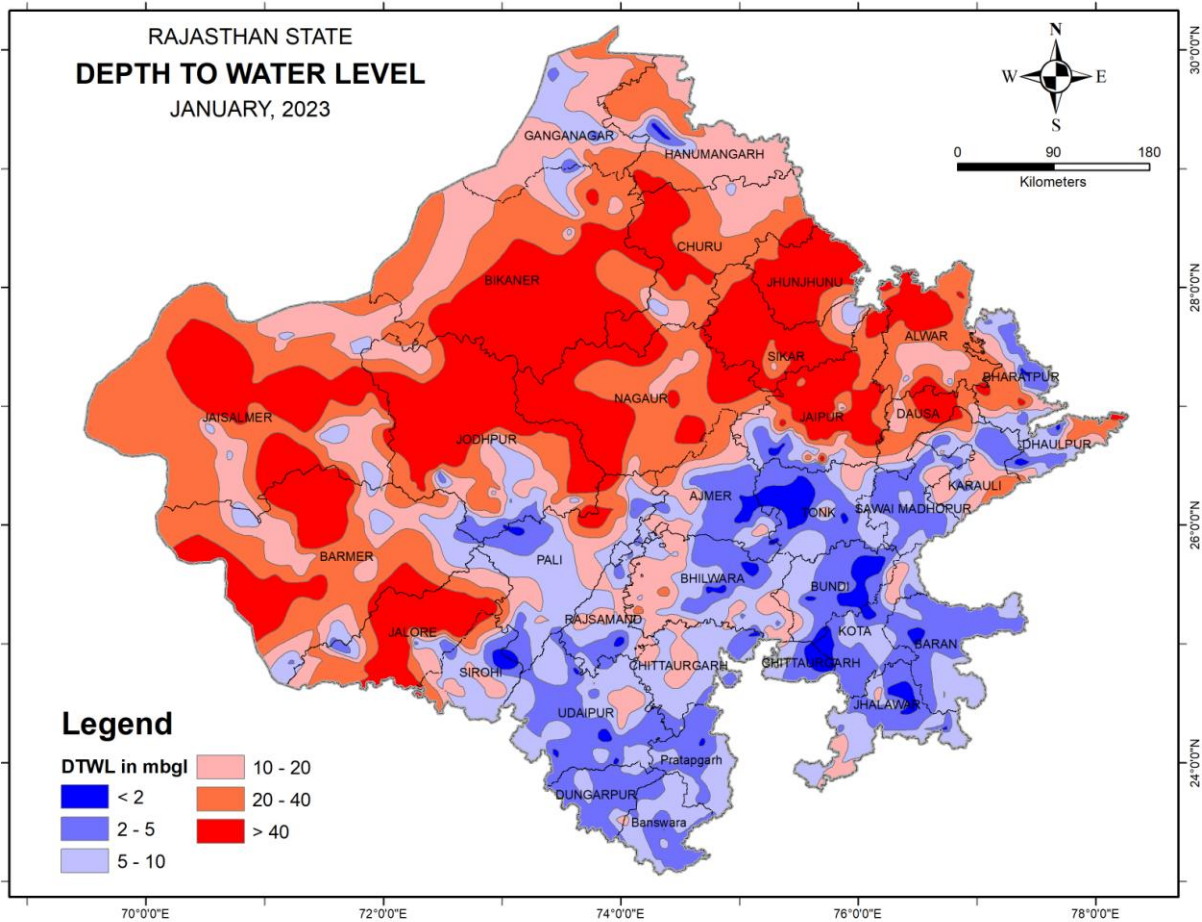 RAJASTHAN STATE
DEPTH TO WATER LEVEL
JANUARY, 2023
N
W E
S
0 90 180
Kilometers
30°0'0"N
28°0'0"N
26°0'0"N
24°0'0"N
GANGANAGAR
HANUMANGARH
CHURU
BIKANER
JHUNJHUNU
ALWAR
SIKAR
BHARATPUR
NAGAUR
JAISALMER
JAIPUR
DAUSA
JODHPUR
DHAULPUR
KARAULI
AJMER
TONK
SAWAI MADHOPUR
BARMER
PALI
BHILWARA
BUNDI
RAJSAMAND
JALORE
KOTA
BARAN
SIROHI
CHITTAURGARH
CHITTAURGARH
JHALAWAR
UDAIPUR
Pratapgarh
DUNGARPUR
Banswara
Legend
DTWL in mbgl
< 2
2 - 5
5 - 10
10 - 20
20 - 40
> 40
70°0'0"E
72°0'0"E
74°0'0"E
76°0'0"E
78°0'0"E